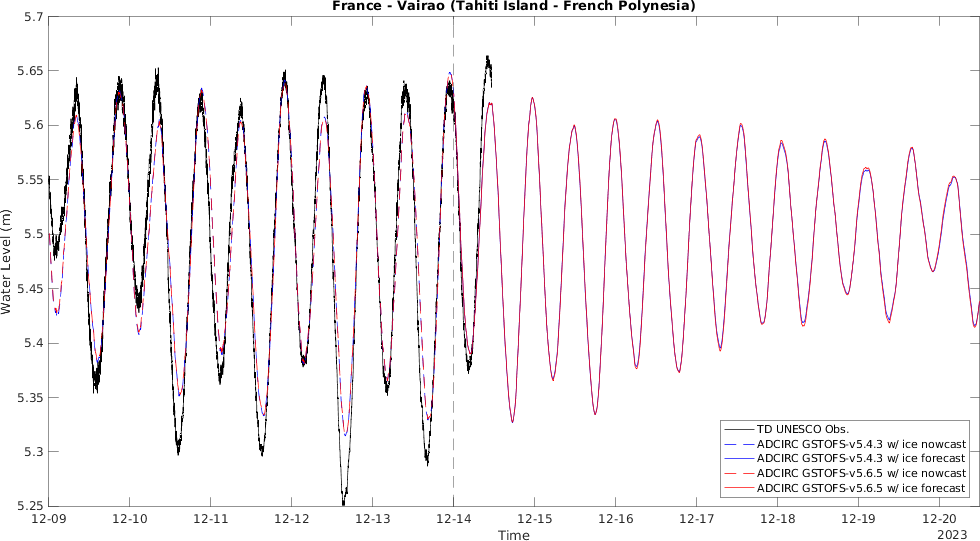 France - Vairao (Tahiti Island - French Polynesia)
5.7
5.65
5.6
5.55
5.5
5.45
5.4
5.35
5.3
5.25
Water Level (m)
12-09 12-10 12-11 12-12 12-13 12-14 12-15 12-16 12-17 12-18 12-19 12-20
Time
2023
TD UNESCO Obs.
ADCIRC GSTOFS-v5.4.3 w/ ice nowcast
ADCIRC GSTOFS-v5.4.3 w/ ice forecast
ADCIRC GSTOFS-v5.6.5 w/ ice nowcast
ADCIRC GSTOFS-v5.6.5 w/ ice forecast